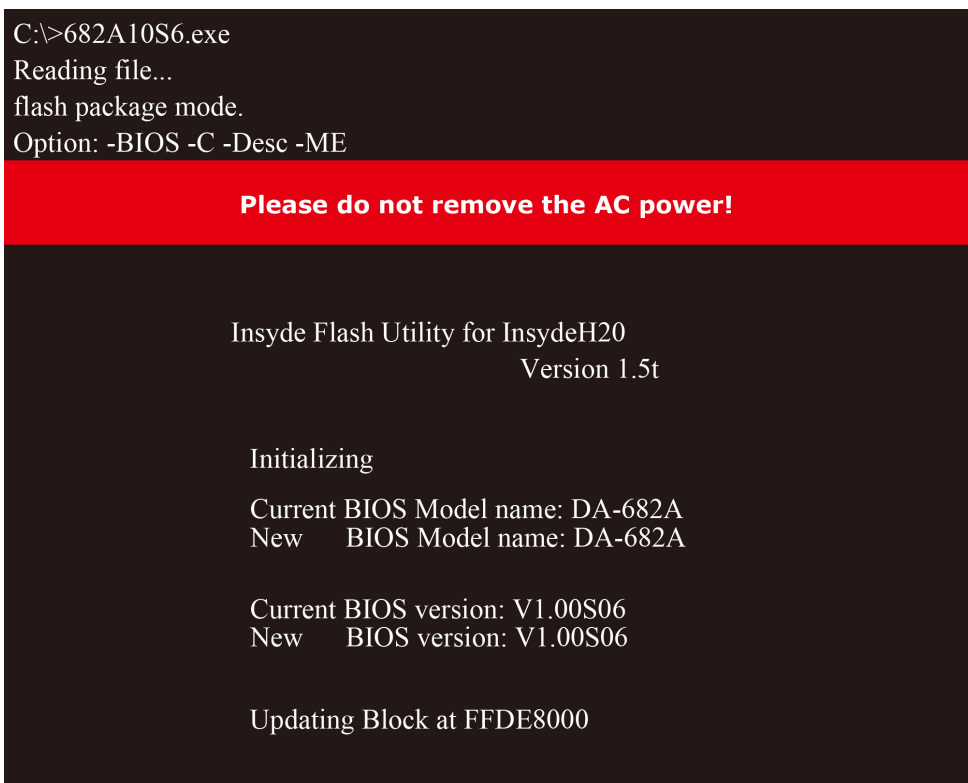 C:\>682A10S6.exe
Reading file...
flash package mode.
Option: -BIOS -C -Desc -ME
Please do not remove the AC power!
Insyde Flash Utility for InsydeH20
Version 1.5t
Initializing
Current BIOS Model name: DA-682A
New BIOS Model name: DA-682A
Current BIOS version: V1.00S06
New BIOS version: V1.00S06
Updating Block at FFDE8000